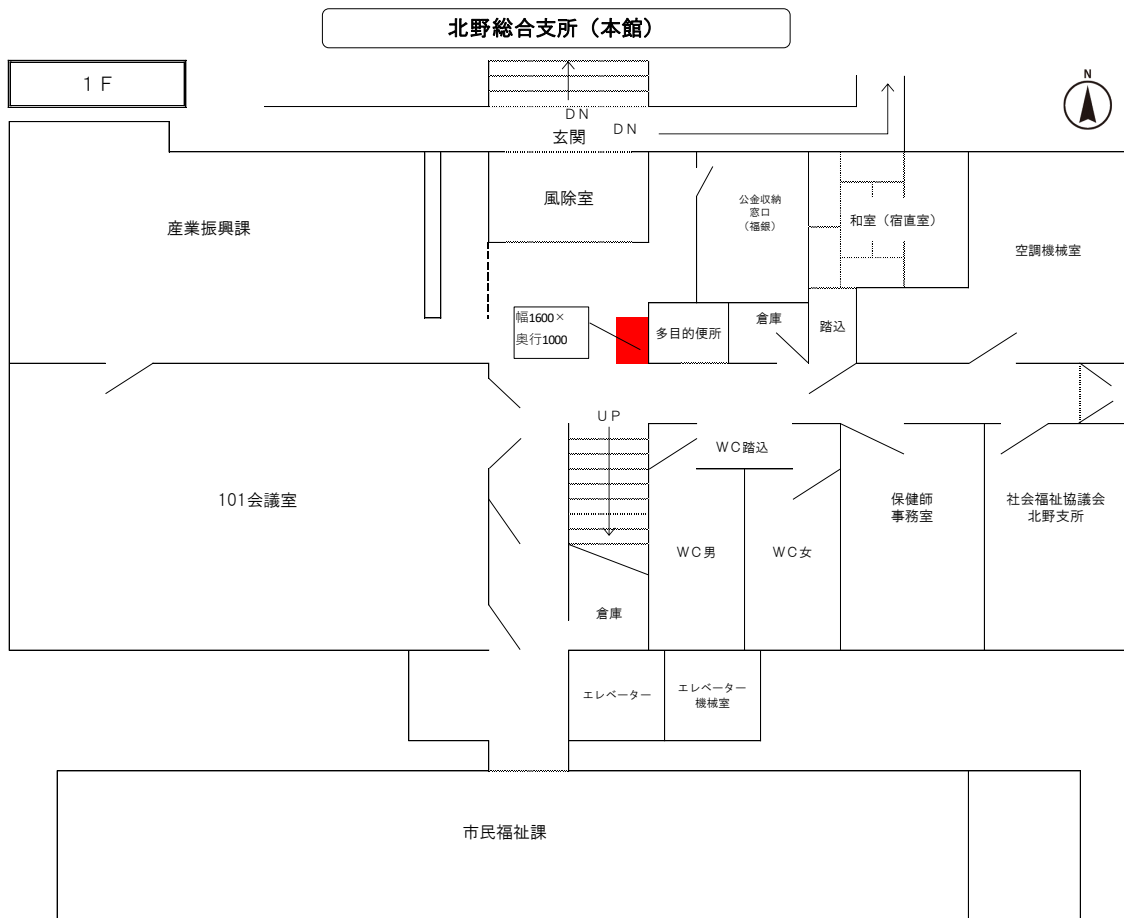 北野総合支所（本館）
1 F
N
DN
DN
玄関
風除室
産業振興課
公金収納
窓口
（福銀）
和室（宿直室）
空調機械室
幅1600×
奥行1000
多目的便所
倉庫
踏込
UP
WC踏込
101会議室
保健師
事務室
社会福祉協議会
北野支所
WC男
WC女
倉庫
エレベーター
エレベーター
機械室
市民福祉課